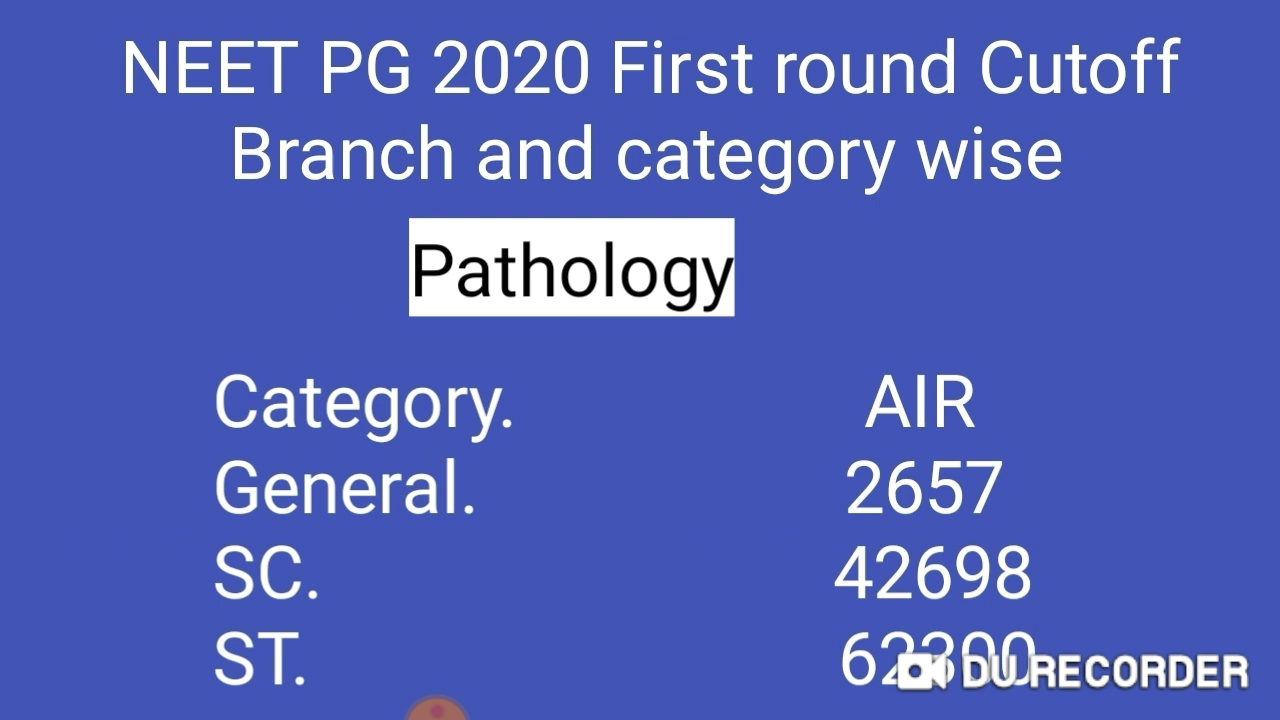 NEET PG 2020 First round Cutoff
Branch and category wise
Pathology
Category. AIR
General. 2657
SC. 42698
ST. 62300
DU RECORDER